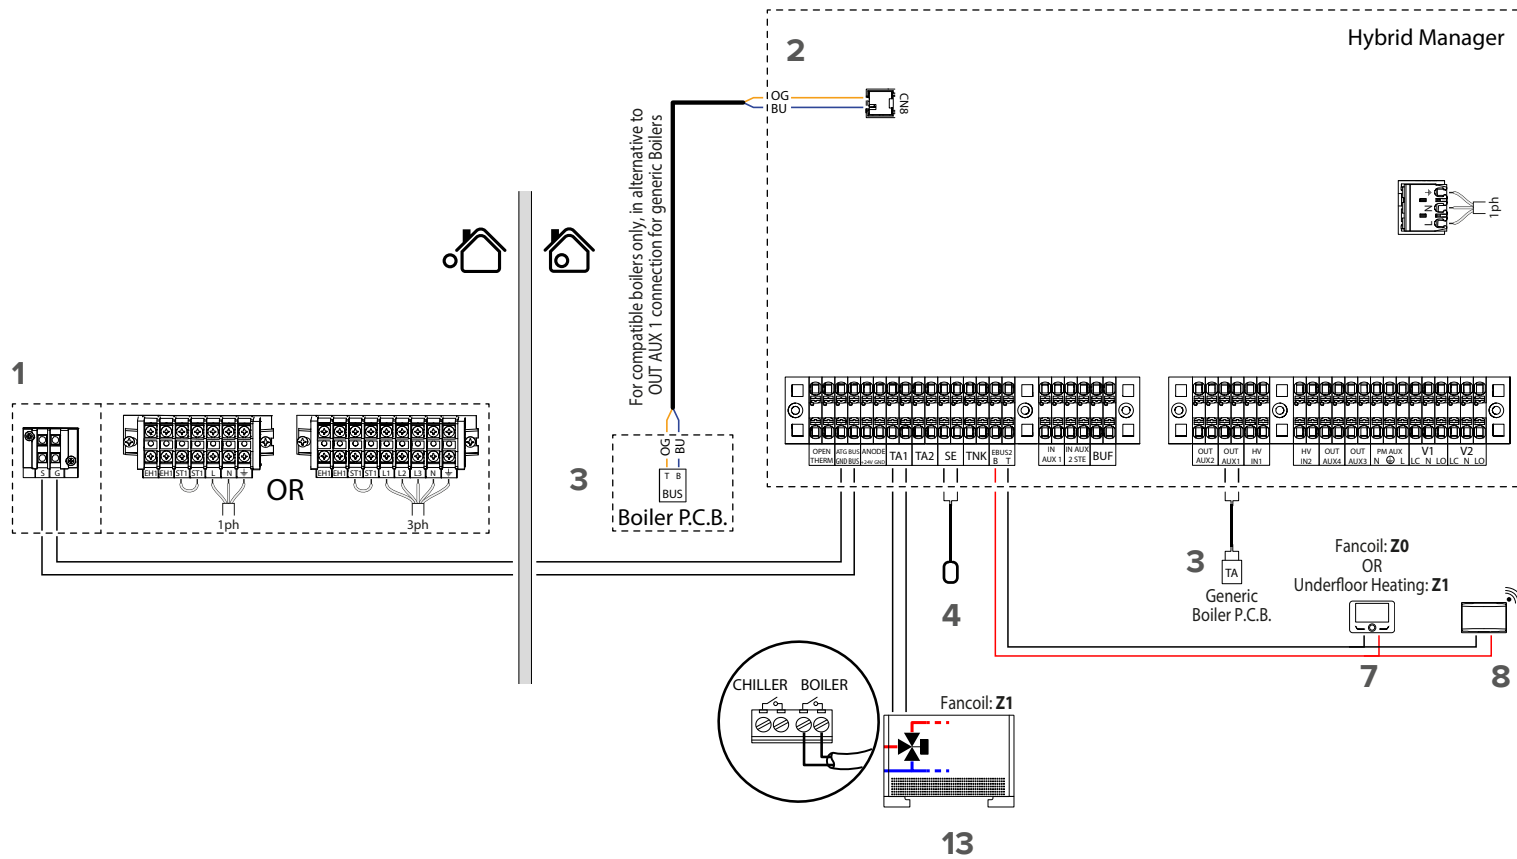 Hybrid Manager
2
OG
BU
CN8
For compatible boilers only, in alternative to
OUT AUX 1 connection for generic Boilers
L N
1ph
1
S G
EH1 EH1 ST1 ST1 L N
1ph
OR
EH1 EH1 ST1 ST1 L1 L2 L3 N
3ph
OG BU
T B
BUS
3
Boiler P.C.B.
OPEN THERM
ATG BUS GND BUS
ANODE +24V GND
TA1
TA2
SE
TNK
EBUS2 B T
IN AUX 1
IN AUX 2 STE
BUF
OUT AUX2
OUT AUX1
HV IN1
HV IN2
OUT AUX4
OUT AUX3
PM AUX N L
V1 LC N LO
V2 LC N LO
4
3
TA
Generic
Boiler P.C.B.
Fancoil: Z0
OR
Underfloor Heating: Z1
7
8
CHILLER BOILER
Fancoil: Z1
13